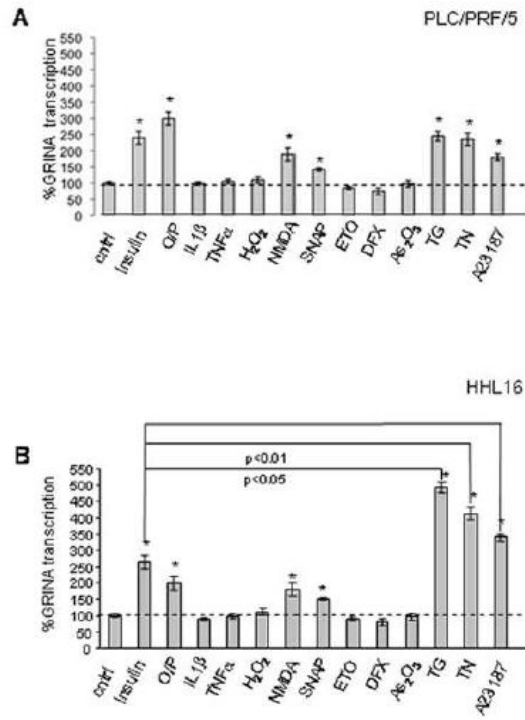 A
PLC/PRF/5
%GRINA transcription
550
500
450
400
350
300
250
200
150
100
50
0
* * * * * * *
cntrl Insulin O/P IL1β TNFα H₂O₂ NMDA SNAP ETO DFX As₂O₃ TG TN A23187
HHL16
B
p<0.01
p<0.05
%GRINA transcription
550
500
450
400
350
300
250
200
150
100
50
0
* * * * * * *
cntrl Insulin O/P IL1β TNFα H₂O₂ NMDA SNAP ETO DFX As₂O₃ TG TN A23187